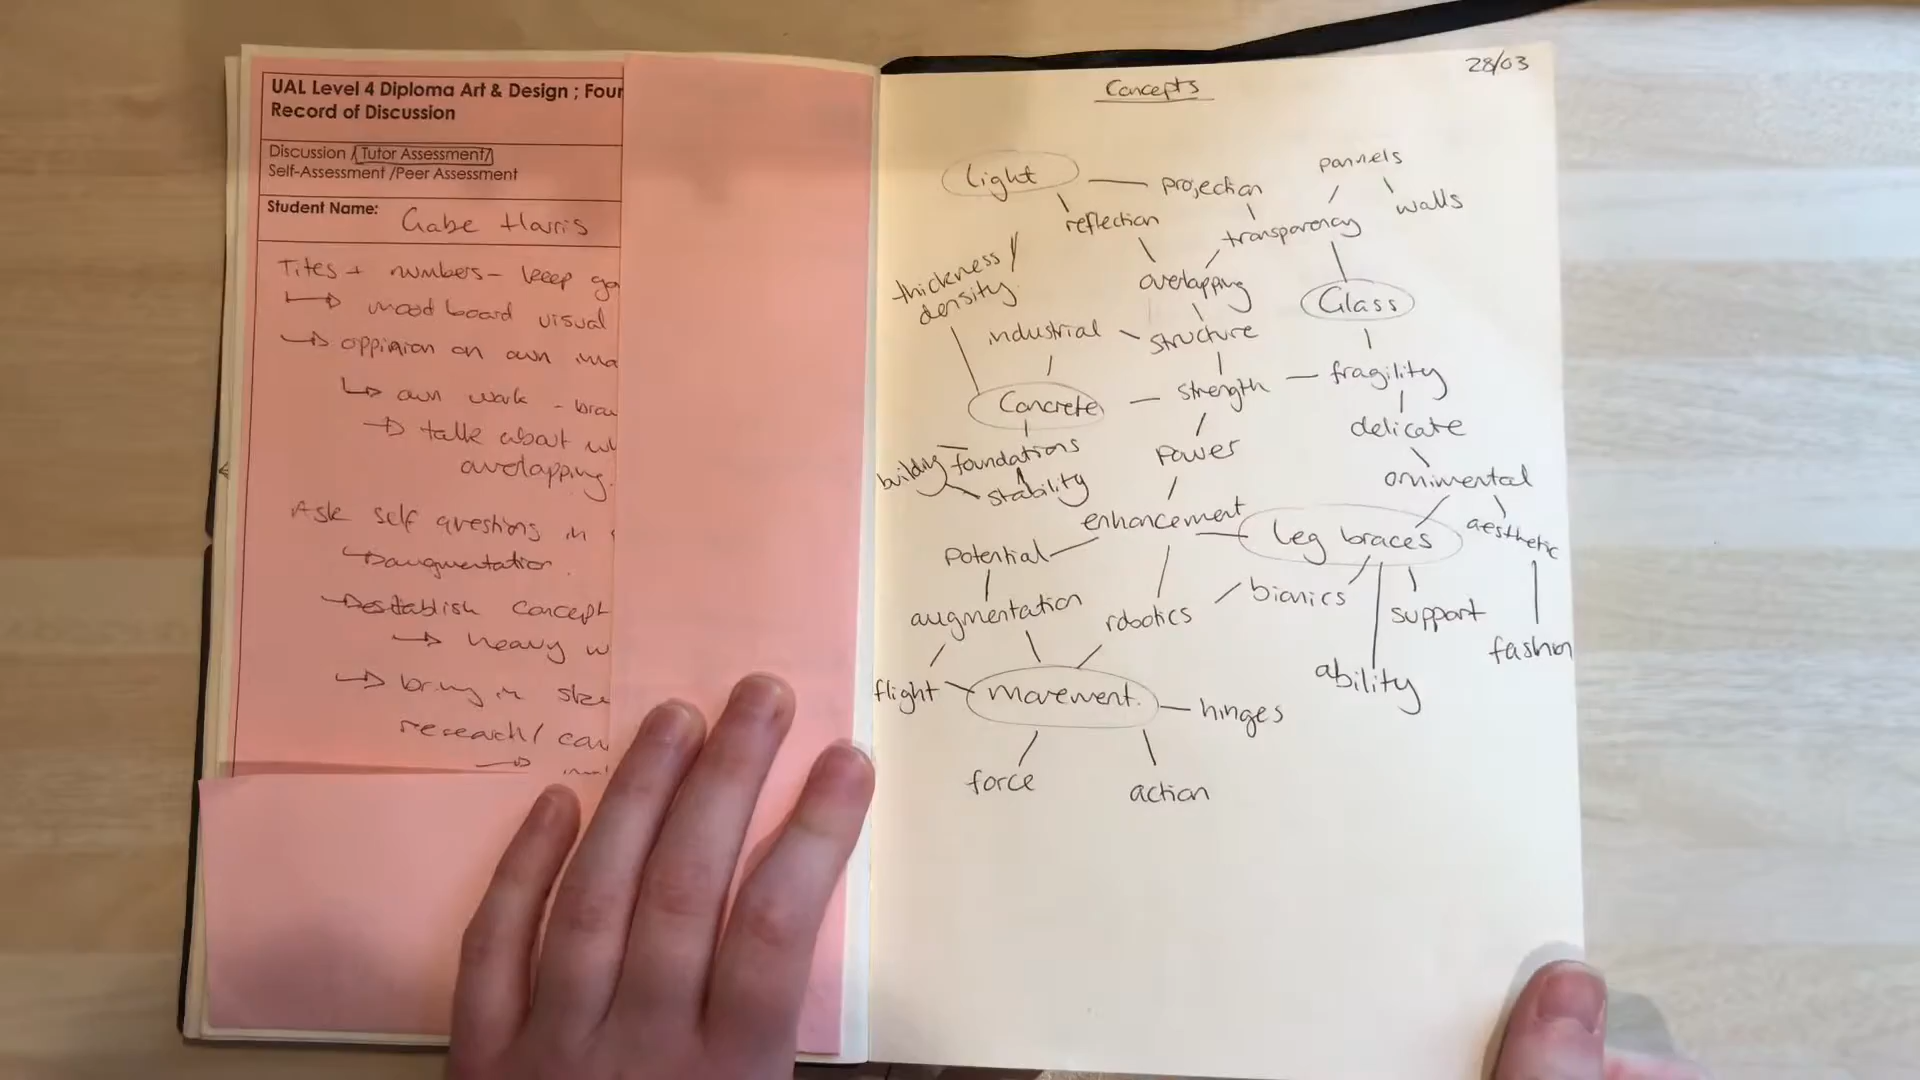 UAL Level 4 Diploma Art & Design ; Four
Record of Discussion
Discussion / Tutor Assessment/
Self-Assessment /Peer Assessment
Student Name: Gabe Harris
Tites + numbers - keep go
mood board visual
oppinion on own
own work -
talk about
overlapping.
Ask self questions in
augmentation.
establish concept
heavy w
bring in
research/
28/03
Concepts
light
projection
pannels
walls
reflection
transparency
thickness/
density
overlapping
Glass
industrial
structure
Concrete
strength
fragility
delicate
foundations
power
stability
ornimental
enhancement
leg braces
aesthetic
potential
bionics
augmentation
robotics
support
fashon
ability
flight
movement.
hinges
force
action